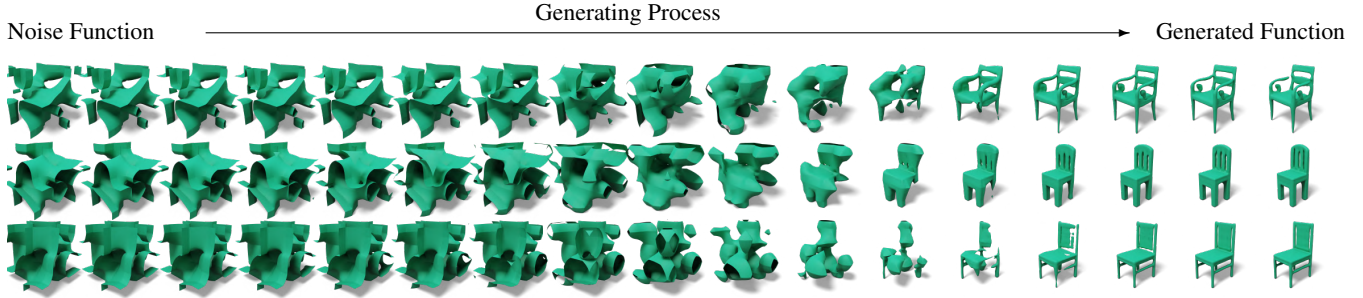 Generating Process
Noise Function
Generated Function